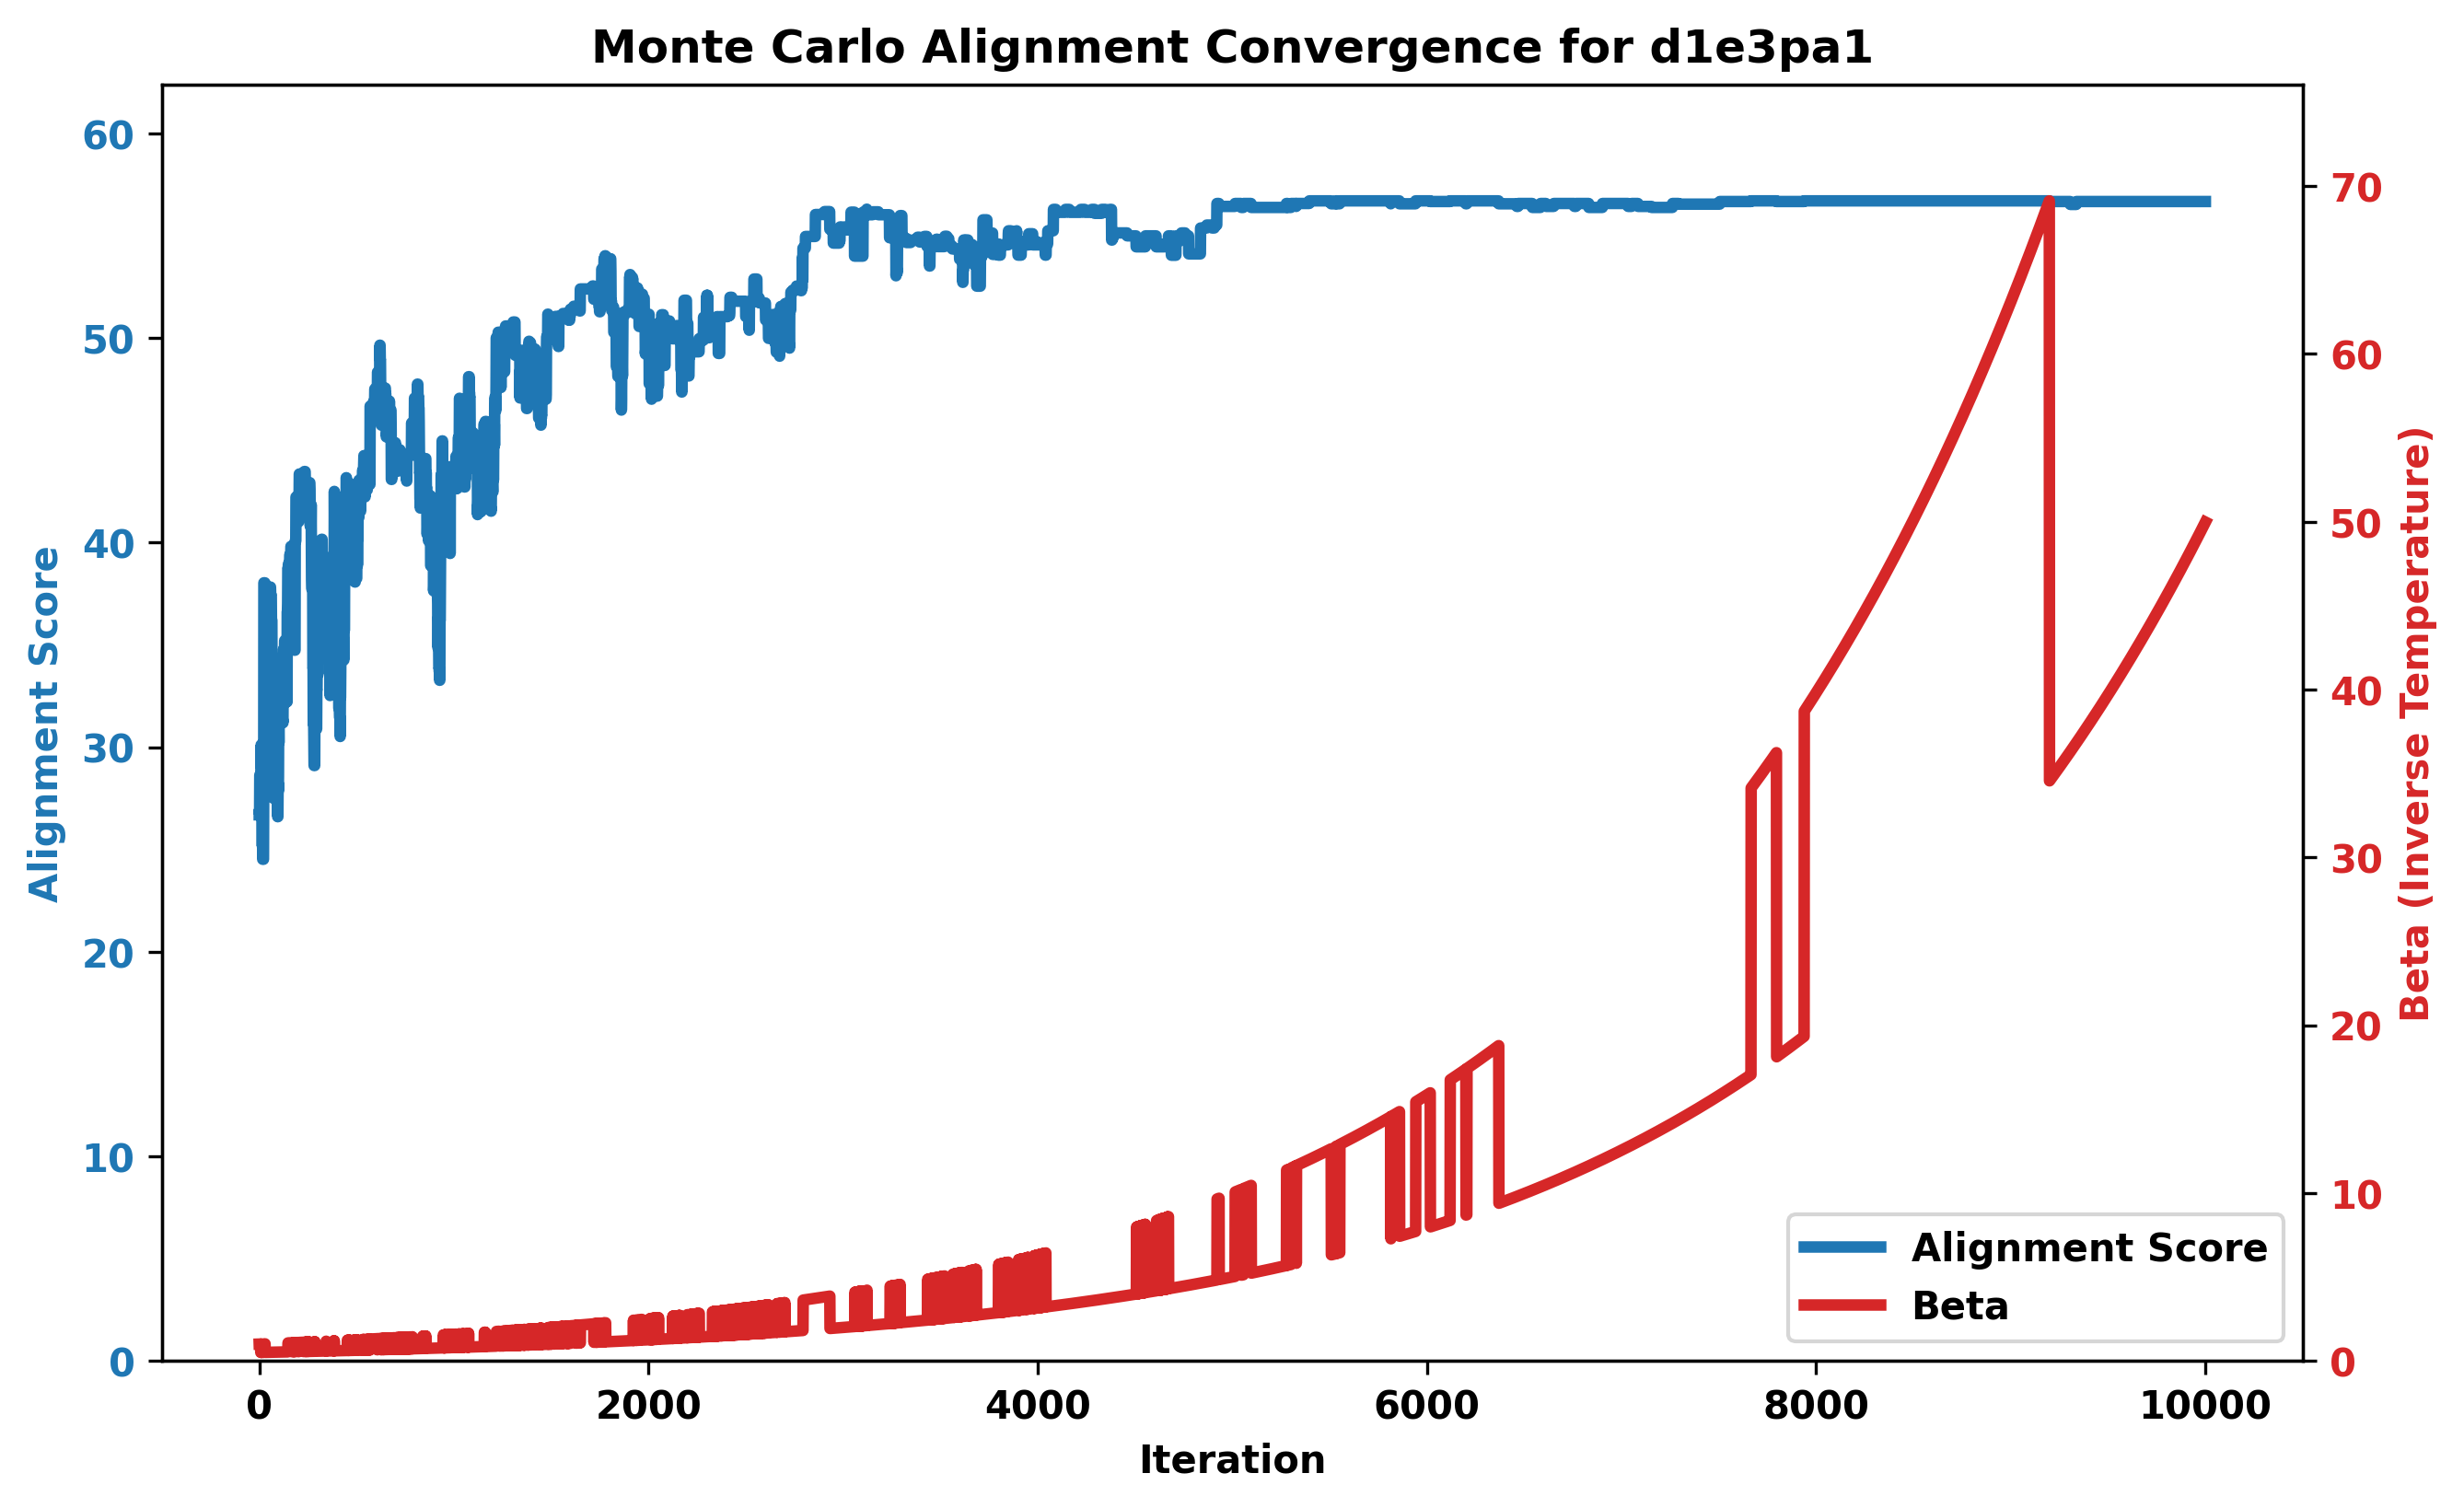 Monte Carlo Alignment Convergence for d1e3pa1
Alignment Score
60
50
40
30
20
10
0
70
60
50
40
30
20
10
0
Beta (Inverse Temperature)
Alignment Score
Beta
0 2000 4000 6000 8000 10000
Iteration